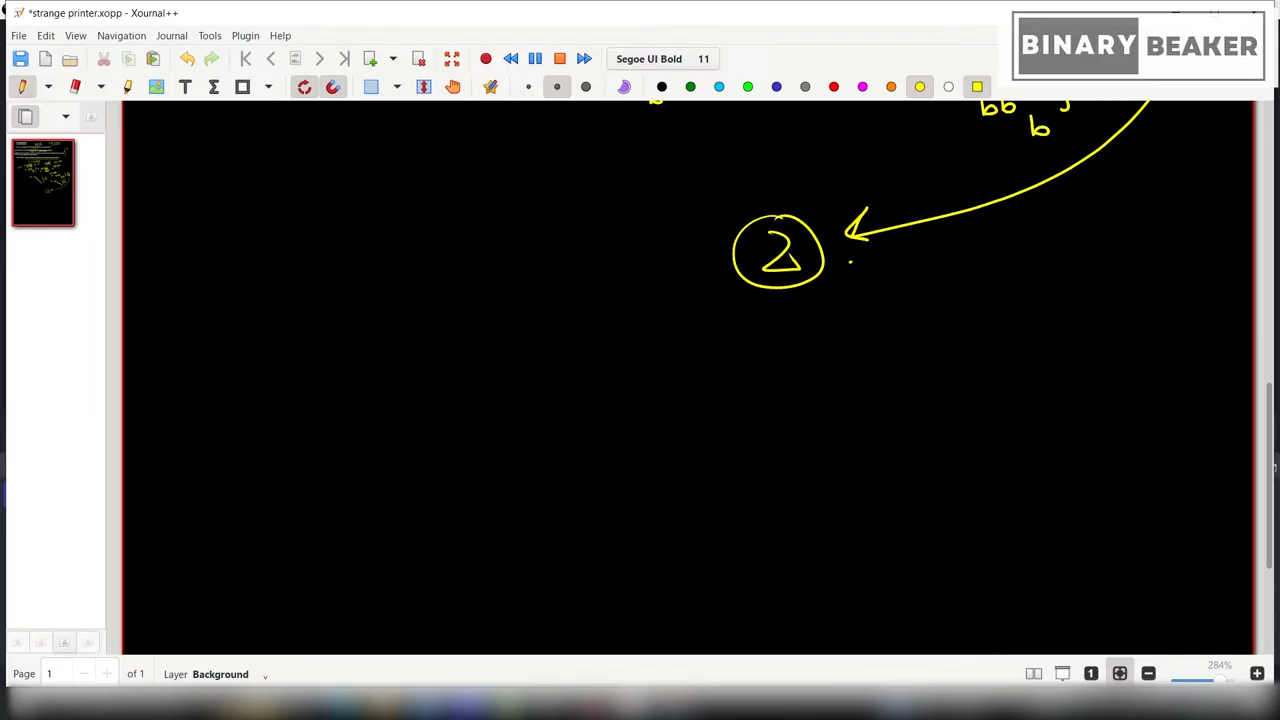 *strange printer.xopp - Xournal++
BINARY BEAKER
File Edit View Navigation Journal Tools Plugin Help
Segoe UI Bold 11
b
bb
b
2
Page 1 of 1 Layer Background
284%